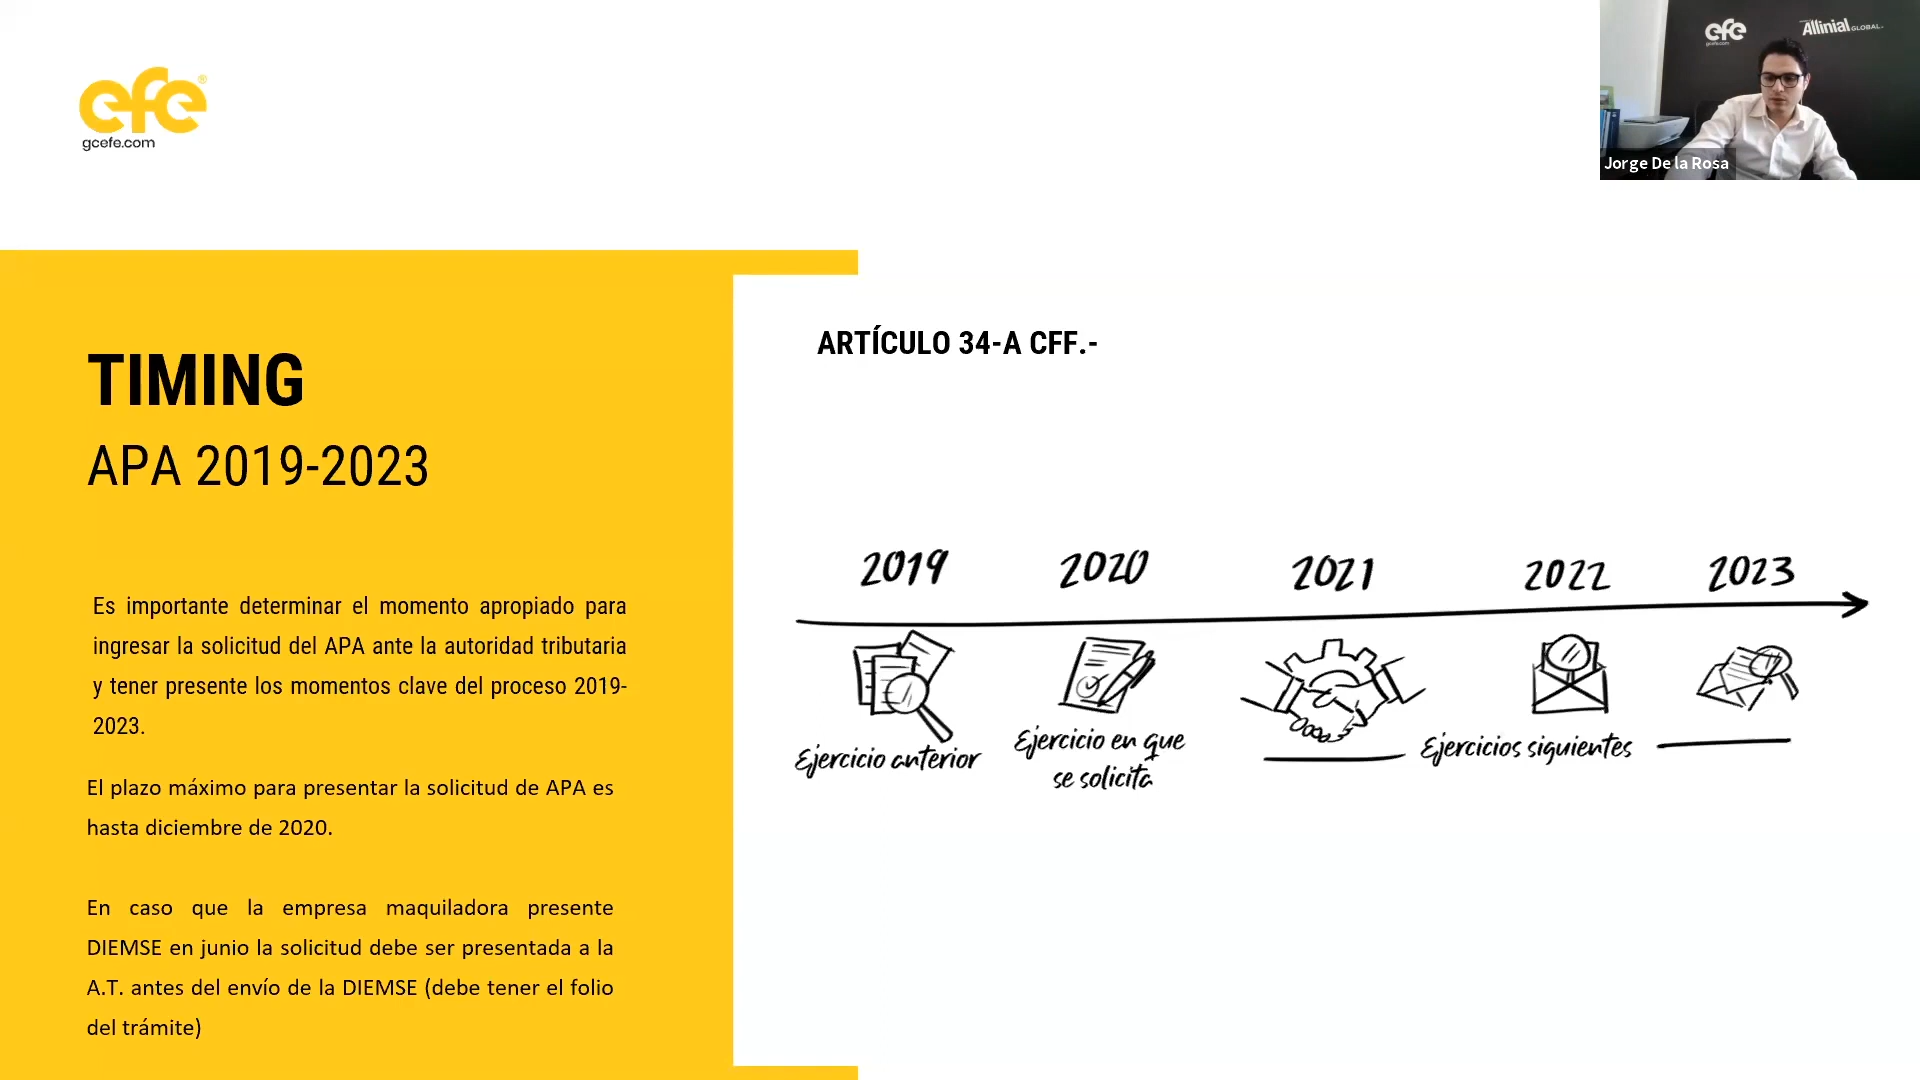 efe®
gcefe.com
efe
gcefe.com
Allinial GLOBAL
Jorge De la Rosa
TIMING
APA 2019-2023
Es importante determinar el momento apropiado para
ingresar la solicitud del APA ante la autoridad tributaria
y tener presente los momentos clave del proceso 2019-
2023.
El plazo máximo para presentar la solicitud de APA es
hasta diciembre de 2020.
En caso que la empresa maquiladora presente
DIEMSE en junio la solicitud debe ser presentada a la
A.T. antes del envío de la DIEMSE (debe tener el folio
del trámite)
ARTÍCULO 34-A CFF.-
2019 2020 2021 2022 2023
Ejercicio anterior
Ejercicio en que
se solicita
Ejercicios siguientes